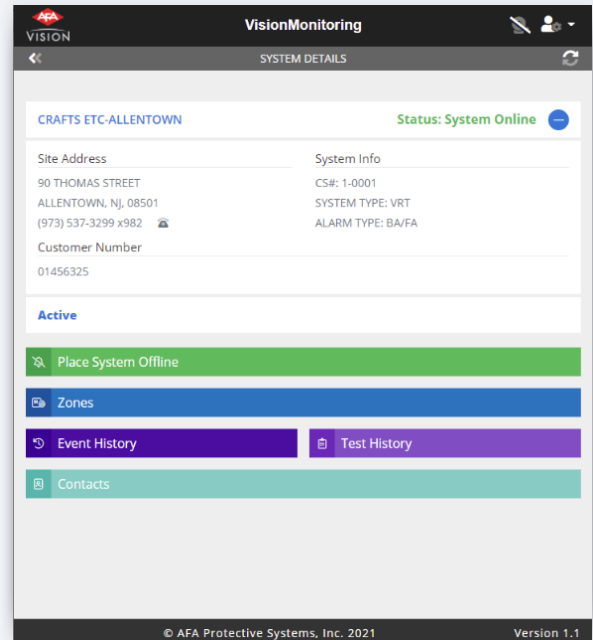 AFA
VISION
VisionMonitoring
SYSTEM DETAILS
CRAFTS ETC-ALLENTOWN
Status: System Online
Site Address
System Info
90 THOMAS STREET
CS#: 1-0001
ALLENTOWN, NJ, 08501
SYSTEM TYPE: VRT
(973) 537-3299 x982
ALARM TYPE: BA/FA
Customer Number
01456325
Active
Place System Offline
Zones
Event History
Test History
Contacts
© AFA Protective Systems, Inc. 2021
Version 1.1